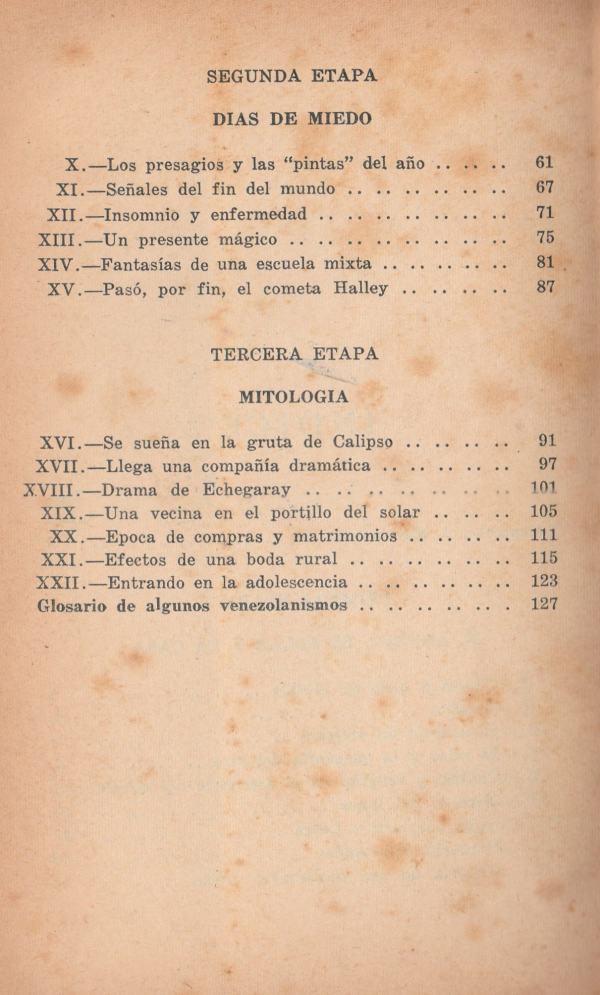 SEGUNDA ETAPA
DIAS DE MIEDO
X.—Los presagios y las "pintas" del año . . . . . . 61
XI.—Señales del fin del mundo . . . . . . . . . . 67
XII.—Insomnio y enfermedad . . . . . . . . . . . 71
XIII.—Un presente mágico . . . . . . . . . . . . 75
XIV.—Fantasías de una escuela mixta . . . . . . . . 81
XV.—Pasó, por fin, el cometa Halley . . . . . . . 87
TERCERA ETAPA
MITOLOGIA
XVI.—Se sueña en la gruta de Calipso . . . . . . . 91
XVII.—Llega una compañía dramática . . . . . . . . 97
XVIII.—Drama de Echegaray . . . . . . . . . . . . 101
XIX.—Una vecina en el portillo del solar . . . . . 105
XX.—Epoca de compras y matrimonios . . . . . . . 111
XXI.—Efectos de una boda rural . . . . . . . . . . 115
XXII.—Entrando en la adolescencia . . . . . . . . . 123
Glosario de algunos venezolanismos . . . . . . . . . 127